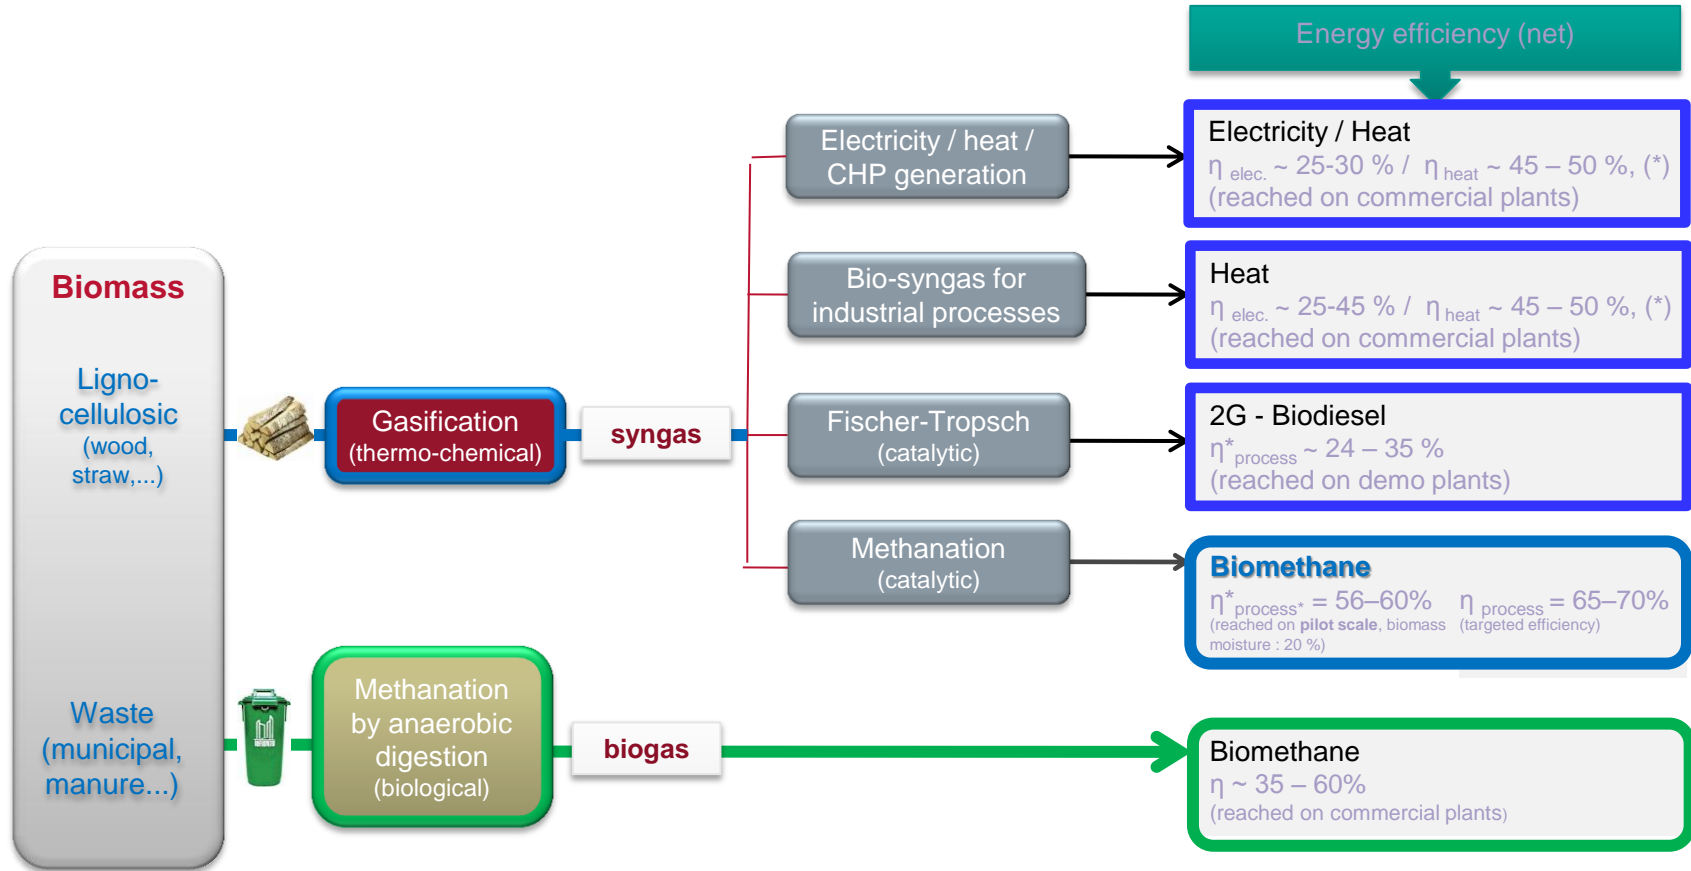 Energy efficiency (net)
Electricity / heat /
CHP generation
Electricity / Heat
η elec. ~ 25-30 % / η heat ~ 45 – 50 %, (*)
(reached on commercial plants)
Biomass
Bio-syngas for
industrial processes
Heat
η elec. ~ 25-45 % / η heat ~ 45 – 50 %, (*)
(reached on commercial plants)
Ligno-
cellulosic
(wood,
straw,...)
Gasification
(thermo-chemical)
syngas
Fischer-Tropsch
(catalytic)
2G - Biodiesel
η*process ~ 24 – 35 %
(reached on demo plants)
Methanation
(catalytic)
Biomethane
η*process* = 56–60% η process = 65–70%
(reached on pilot scale, biomass (targeted efficiency)
moisture : 20 %)
Waste
(municipal,
manure...)
Methanation
by anaerobic
digestion
(biological)
biogas
Biomethane
η ~ 35 – 60%
(reached on commercial plants)